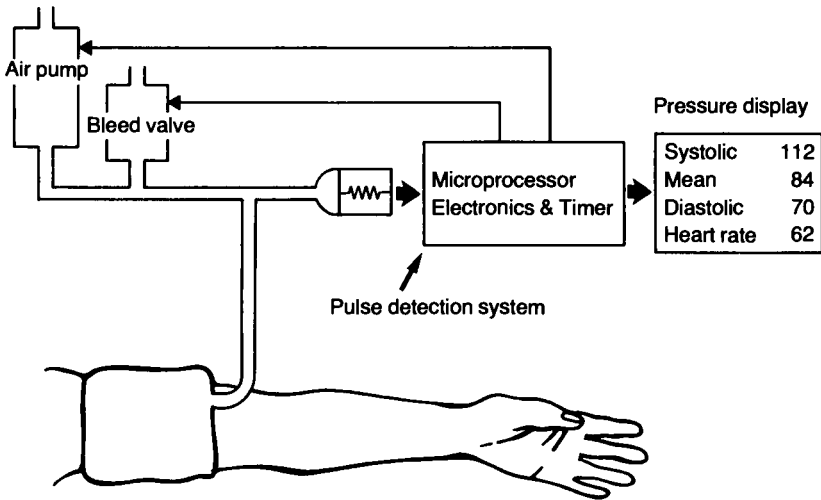 Air pump
Bleed valve
Pressure display
Systolic 112
Mean 84
Diastolic 70
Heart rate 62
Microprocessor
Electronics & Timer
Pulse detection system